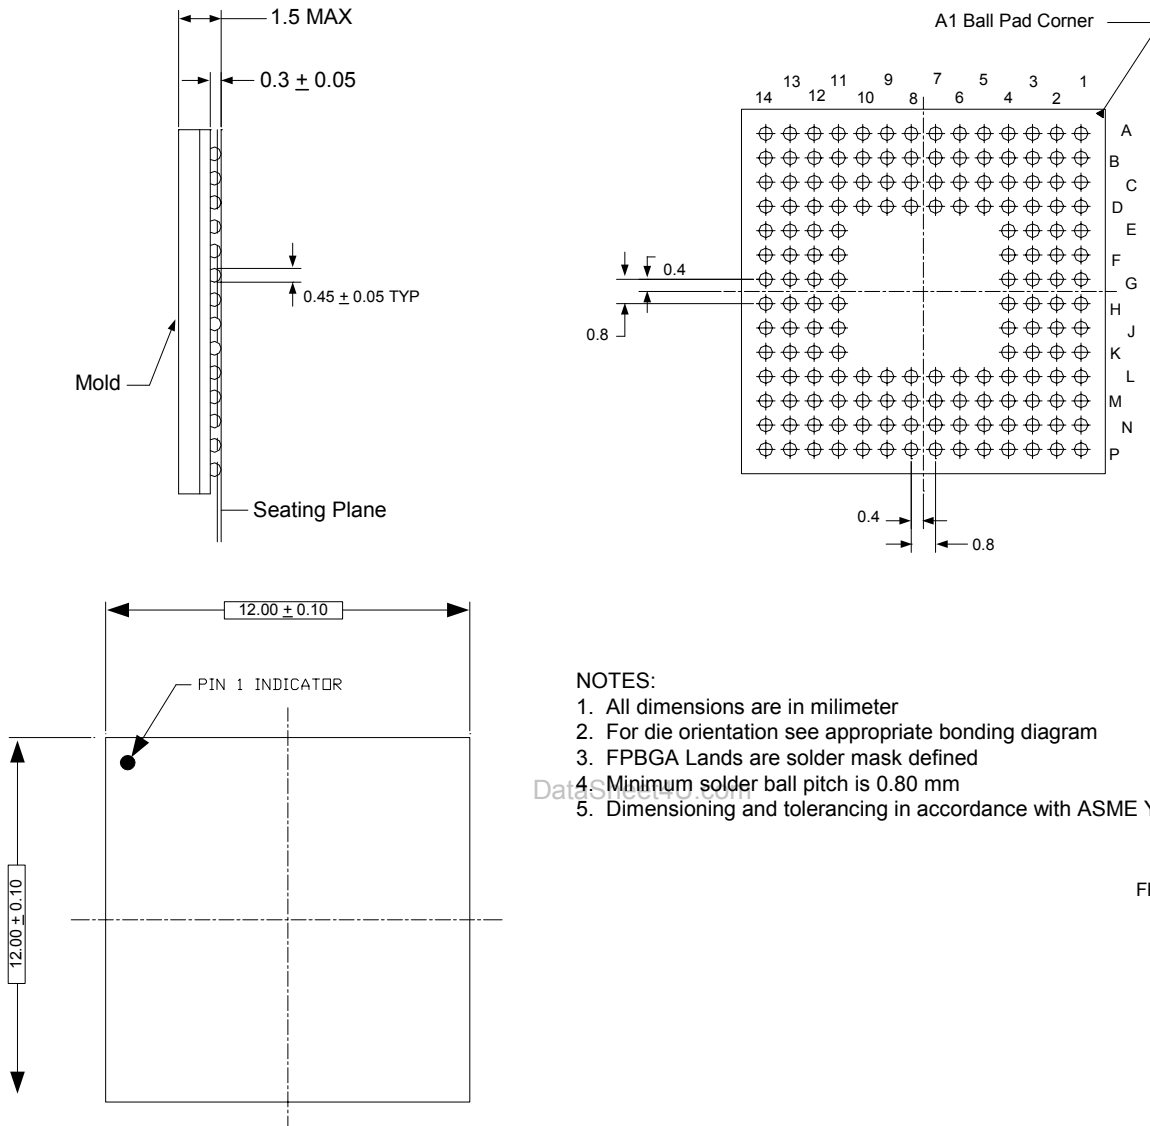 1.5 MAX
0.3 ± 0.05
0.45 ± 0.05 TYP
Mold
Seating Plane
A1 Ball Pad Corner
13 11 9 7 5 3 1
14 12 10 8 6 4 2
A
B
C
D
E
F
G
H
J
K
L
M
N
P
0.4
0.8
0.4
0.8
12.00 ± 0.10
PIN 1 INDICATOR
12.00 ± 0.10
NOTES:
1. All dimensions are in milimeter
2. For die orientation see appropriate bonding diagram
3. FPBGA Lands are solder mask defined
4. Minimum solder ball pitch is 0.80 mm
DataSheet4U.com
5. Dimensioning and tolerancing in accordance with ASME